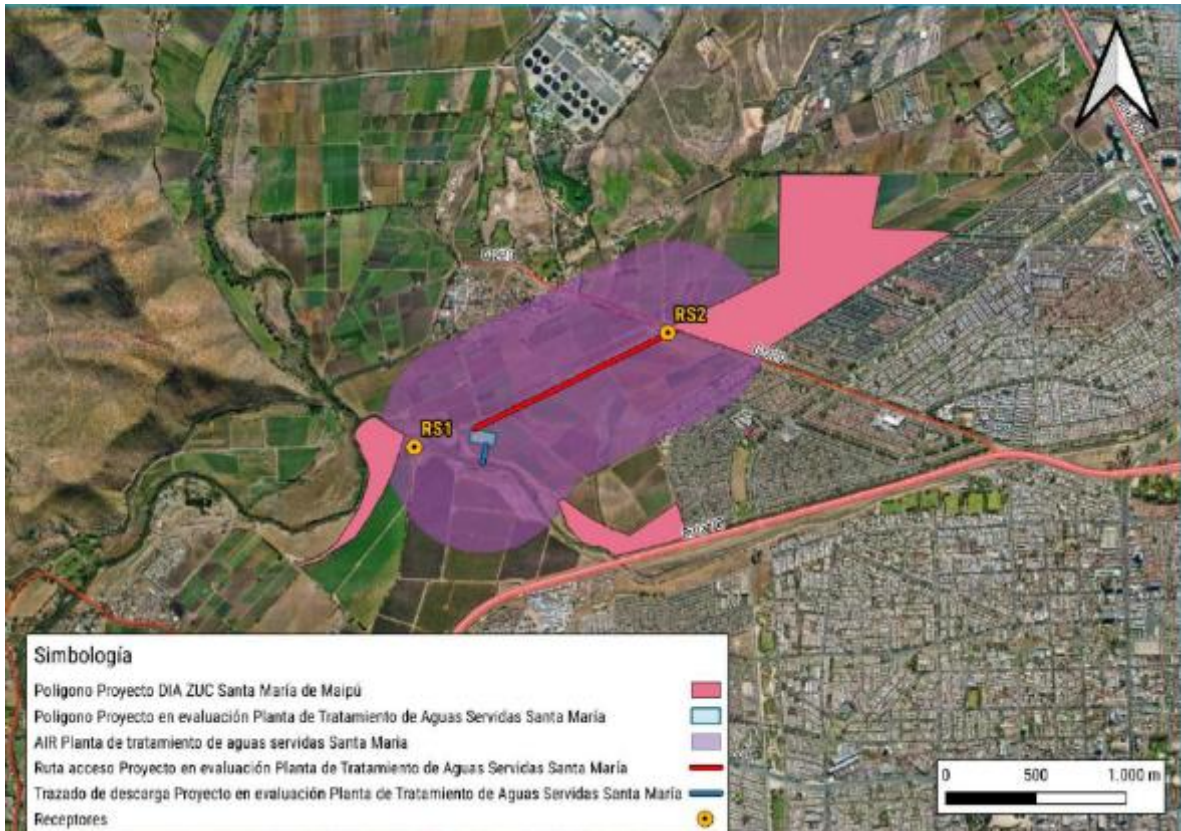 RS2
RS1
Simbología
Polígono Proyecto DIA ZUC Santa María de Maipú
Polígono Proyecto en evaluación Planta de Tratamiento de Aguas Servidas Santa María
AIR Planta de tratamiento de aguas servidas Santa María
Ruta acceso Proyecto en evaluación Planta de Tratamiento de Aguas Servidas Santa María
Trazado de descarga Proyecto en evaluación Planta de Tratamiento de Aguas Servidas Santa María
Receptores
0 500 1.000 m